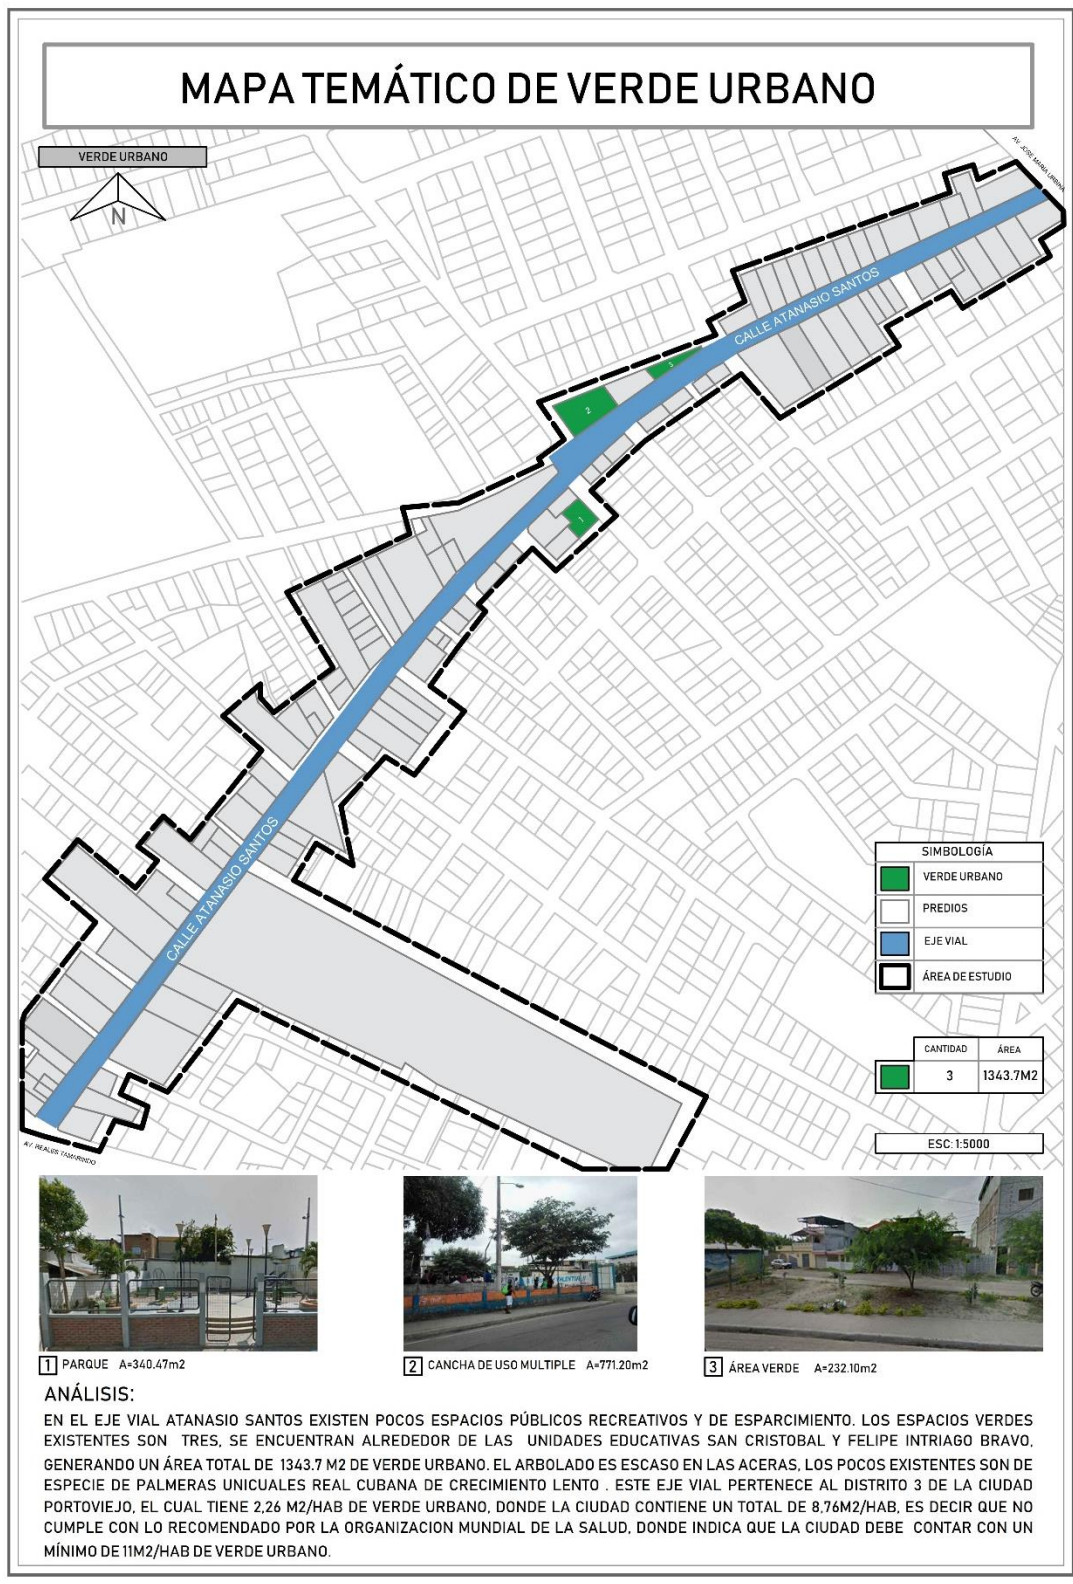 MAPA TEMÁTICO DE VERDE URBANO
VERDE URBANO
N
AV. JOSE MARÍA URBINA
CALLE ATANASIO SANTOS
3
2
1
CALLE ATANASIO SANTOS
AV. REALES TAMARINDO
SIMBOLOGÍA
VERDE URBANO
PREDIOS
EJE VIAL
ÁREA DE ESTUDIO
CANTIDAD ÁREA
3 1343.7M2
ESC: 1:5000
1 PARQUE A=340.47m2
2 CANCHA DE USO MULTIPLE A=771.20m2
3 ÁREA VERDE A=232.10m2
ANÁLISIS:
EN EL EJE VIAL ATANASIO SANTOS EXISTEN POCOS ESPACIOS PÚBLICOS RECREATIVOS Y DE ESPARCIMIENTO. LOS ESPACIOS VERDES
EXISTENTES SON TRES, SE ENCUENTRAN ALREDEDOR DE LAS UNIDADES EDUCATIVAS SAN CRISTOBAL Y FELIPE INTRIAGO BRAVO,
GENERANDO UN ÁREA TOTAL DE 1343.7 M2 DE VERDE URBANO. EL ARBOLADO ES ESCASO EN LAS ACERAS, LOS POCOS EXISTENTES SON DE
ESPECIE DE PALMERAS UNICUALES REAL CUBANA DE CRECIMIENTO LENTO . ESTE EJE VIAL PERTENECE AL DISTRITO 3 DE LA CIUDAD
PORTOVIEJO, EL CUAL TIENE 2,26 M2/HAB DE VERDE URBANO, DONDE LA CIUDAD CONTIENE UN TOTAL DE 8,76M2/HAB, ES DECIR QUE NO
CUMPLE CON LO RECOMENDADO POR LA ORGANIZACION MUNDIAL DE LA SALUD, DONDE INDICA QUE LA CIUDAD DEBE CONTAR CON UN
MÍNIMO DE 11M2/HAB DE VERDE URBANO.